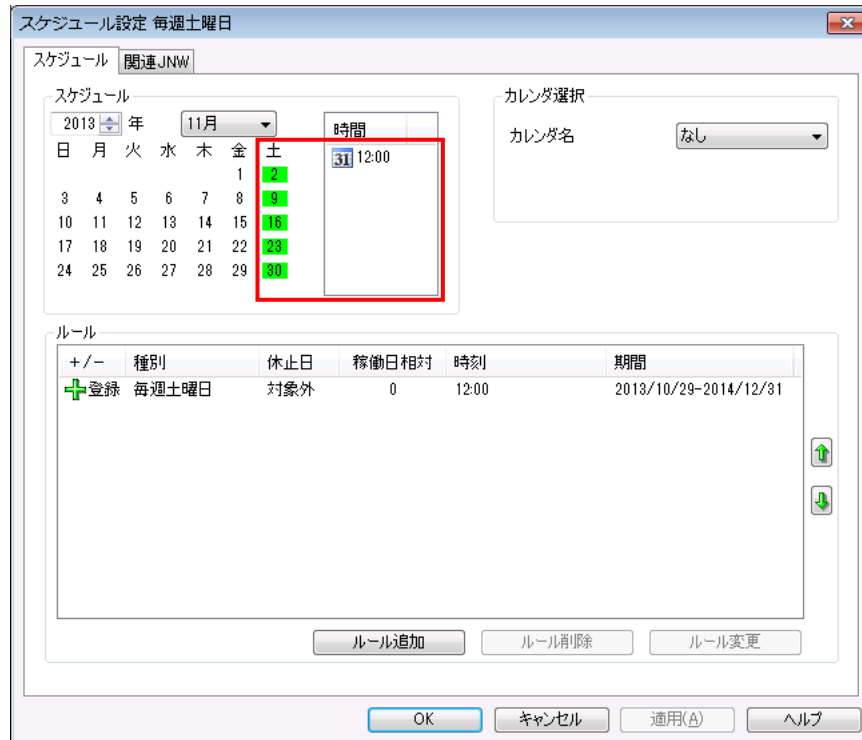 スケジュール設定 毎週土曜日
スケジュール 関連JNW
スケジュール
2013 年 11月
日 月 火 水 木 金 土
1 2
3 4 5 6 7 8 9
10 11 12 13 14 15 16
17 18 19 20 21 22 23
24 25 26 27 28 29 30
時間
31 12:00
カレンダ選択
カレンダ名 なし
ルール
+/- 種別 休止日 稼働日相対 時刻 期間
登録 毎週土曜日 対象外 0 12:00 2013/10/29-2014/12/31
ルール追加 ルール削除 ルール変更
OK キャンセル 適用(A) ヘルプ